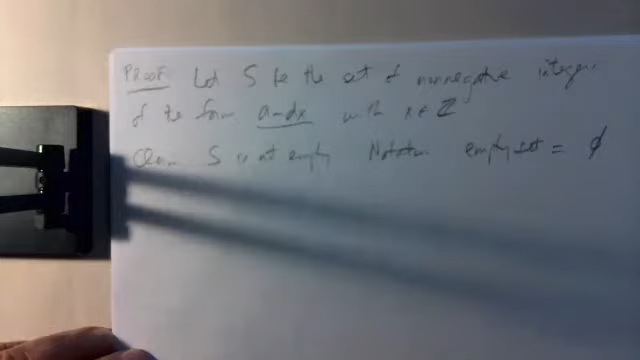 PROOF Let S be the set of nonnegative integers
of the form a-dx with x ∈ ℤ
Claim S is not empty Notation empty set = ∅